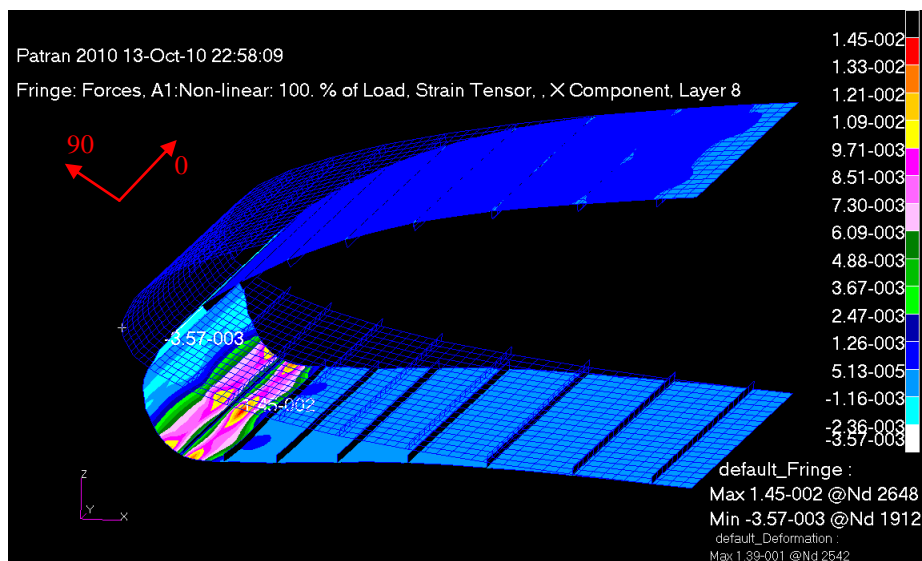 Patran 2010 13-Oct-10 22:58:09
Fringe: Forces, A1:Non-linear: 100. % of Load, Strain Tensor, , X Component, Layer 8
90
0
1.45-002
1.33-002
1.21-002
1.09-002
9.71-003
8.51-003
7.30-003
6.09-003
4.88-003
3.67-003
2.47-003
1.26-003
5.13-005
-1.16-003
-2.36-003
-3.57-003
-3.57-003
1.45-002
Z
Y
X
default_Fringe :
Max 1.45-002 @Nd 2648
Min -3.57-003 @Nd 1912
default_Deformation :
Max 1.39-001 @Nd 2542